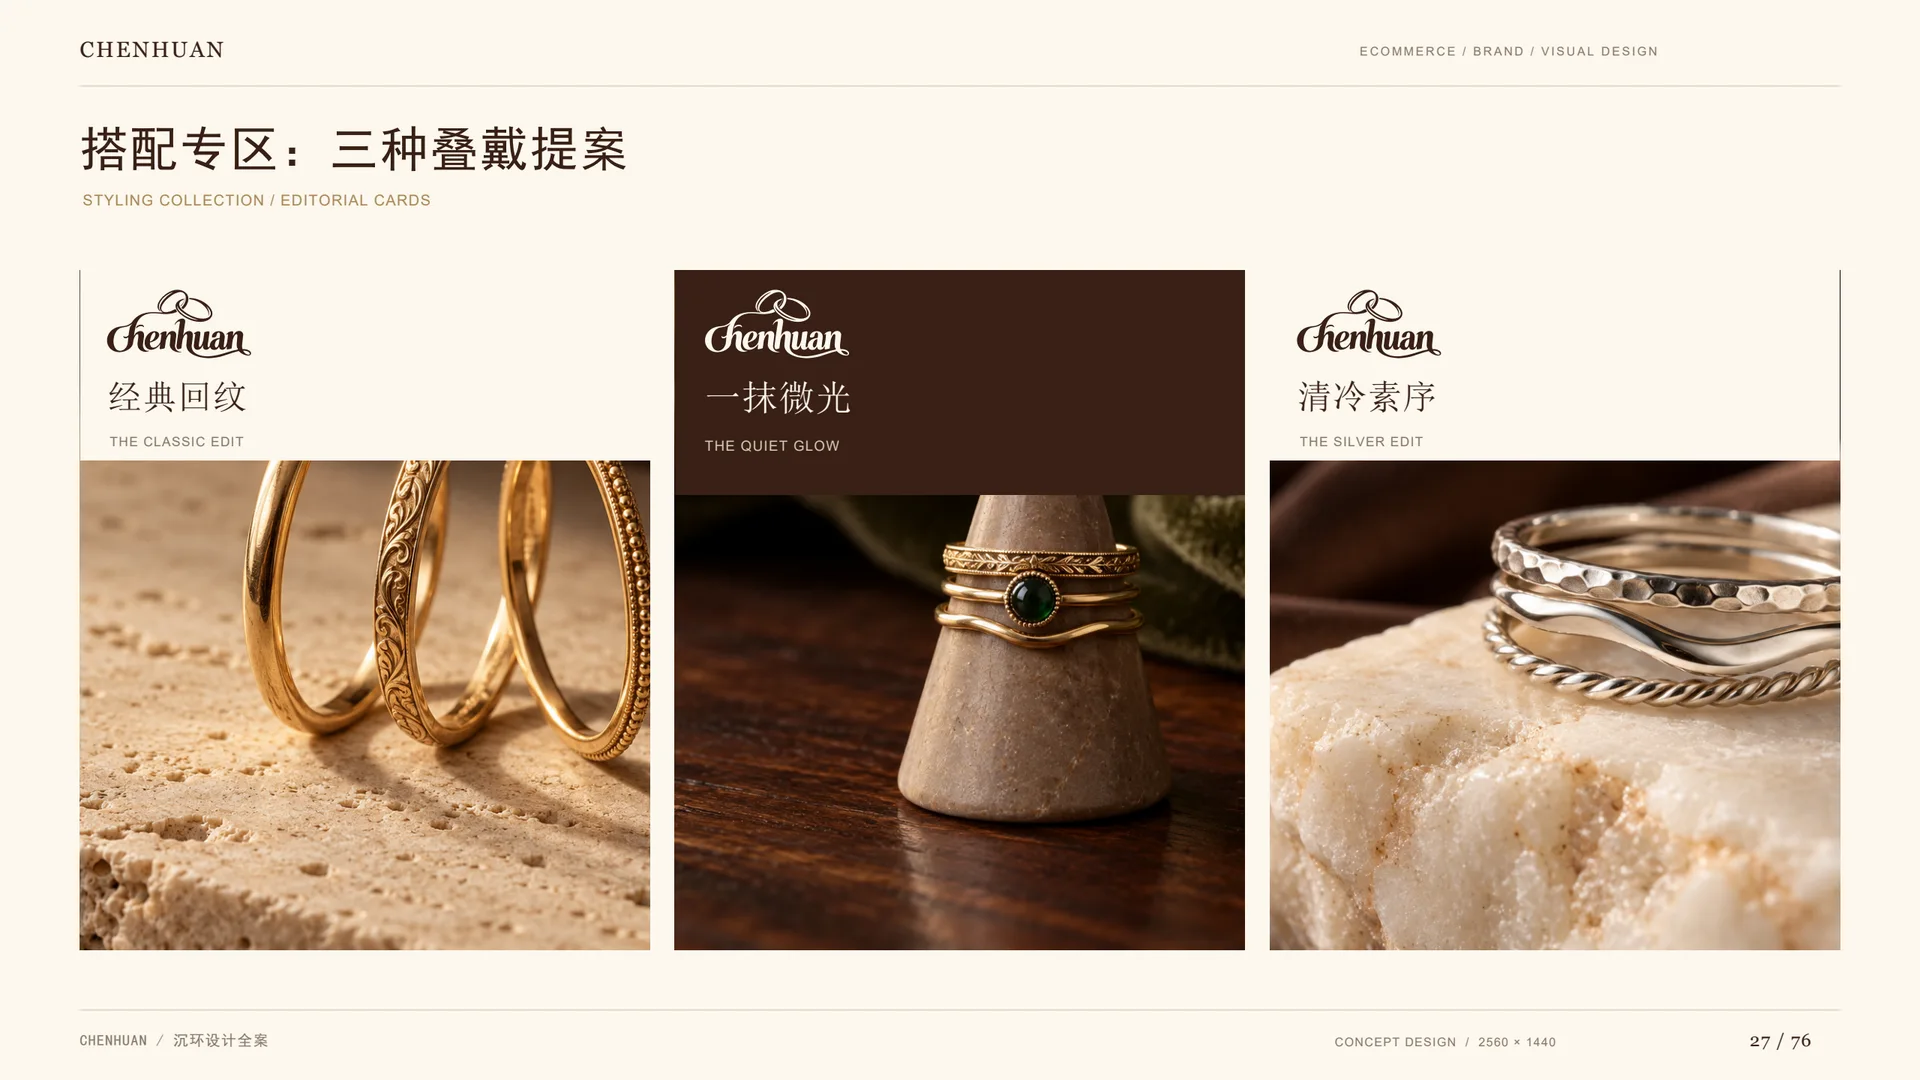 CHENHUAN
ECOMMERCE / BRAND / VISUAL DESIGN
搭配专区：三种叠戴提案
STYLING COLLECTION / EDITORIAL CARDS
Chenhuan
经典回纹
THE CLASSIC EDIT
Chenhuan
一抹微光
THE QUIET GLOW
Chenhuan
清冷素序
THE SILVER EDIT
CHENHUAN / 沉环设计全案
CONCEPT DESIGN / 2560 × 1440
27 / 76